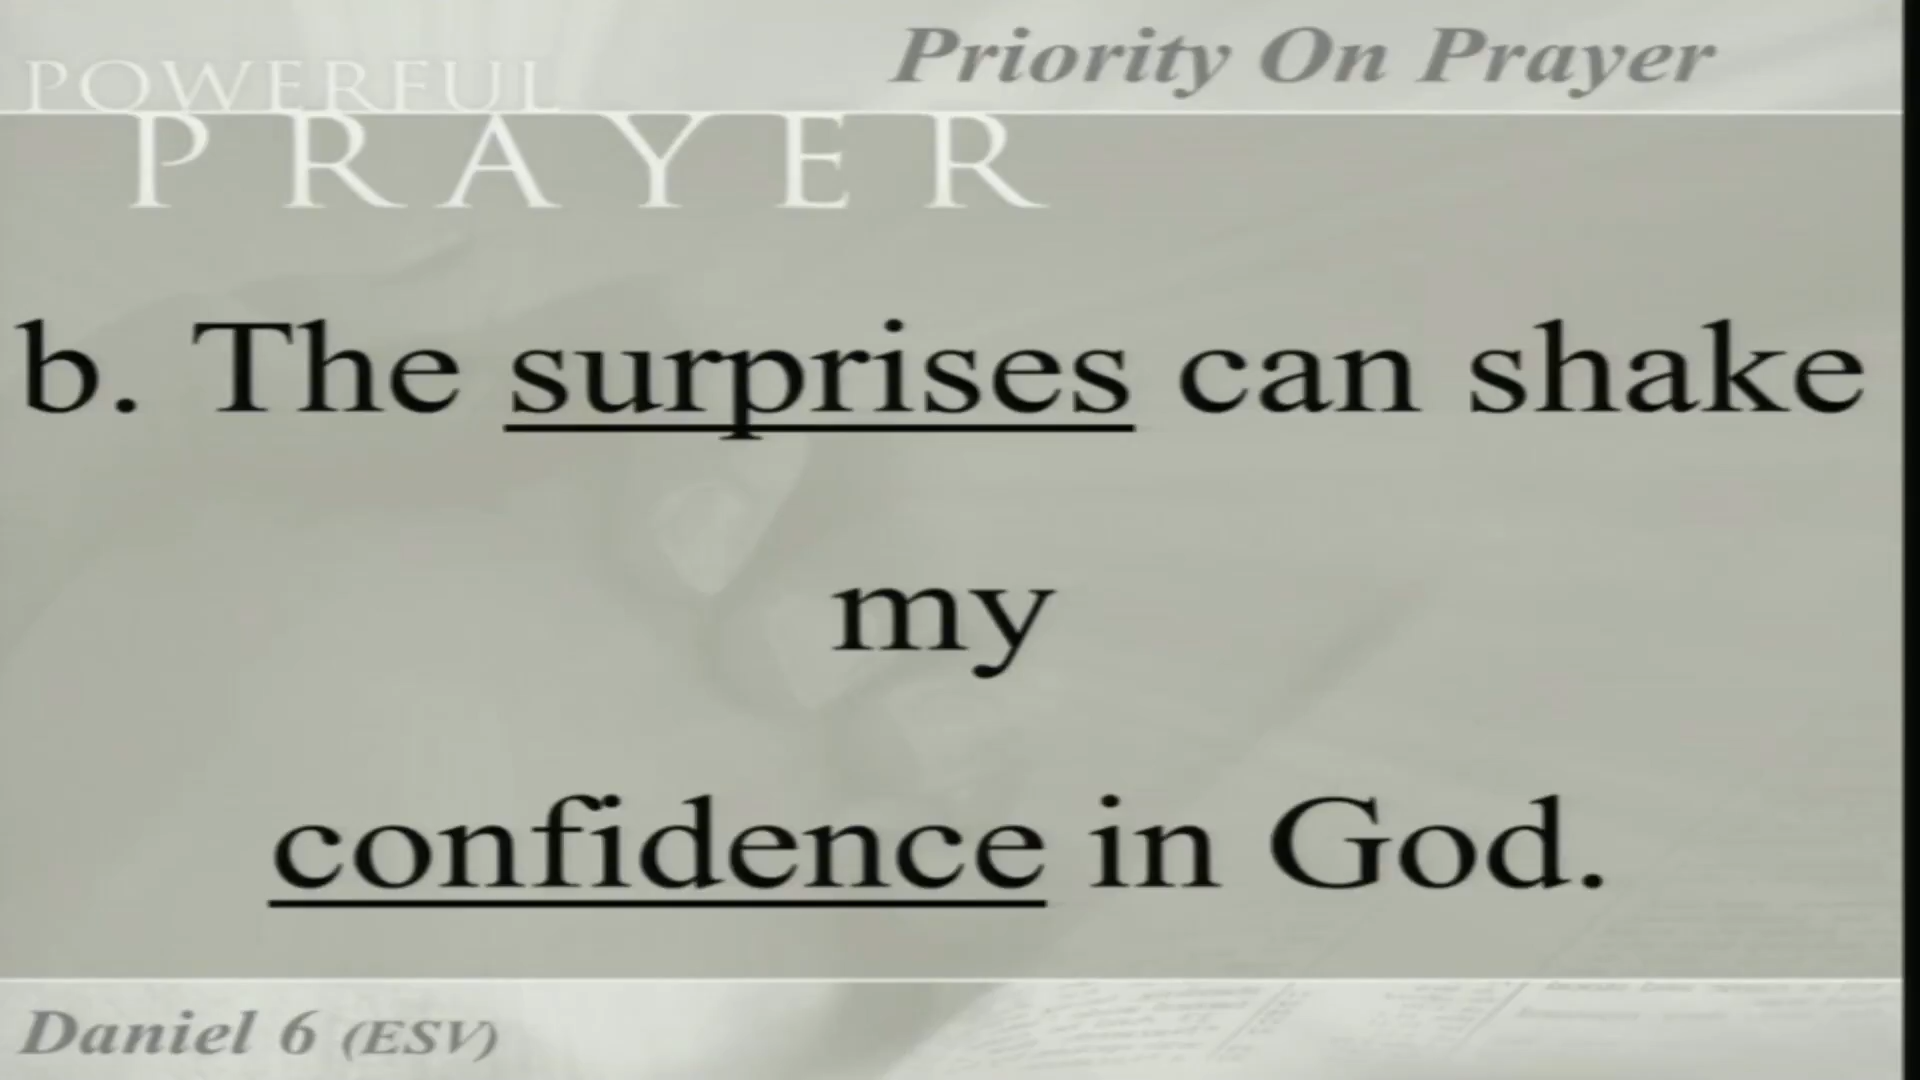 Priority On Prayer
POWERFUL
PRAYER
b. The surprises can shake
my
confidence in God.
Daniel 6 (ESV)